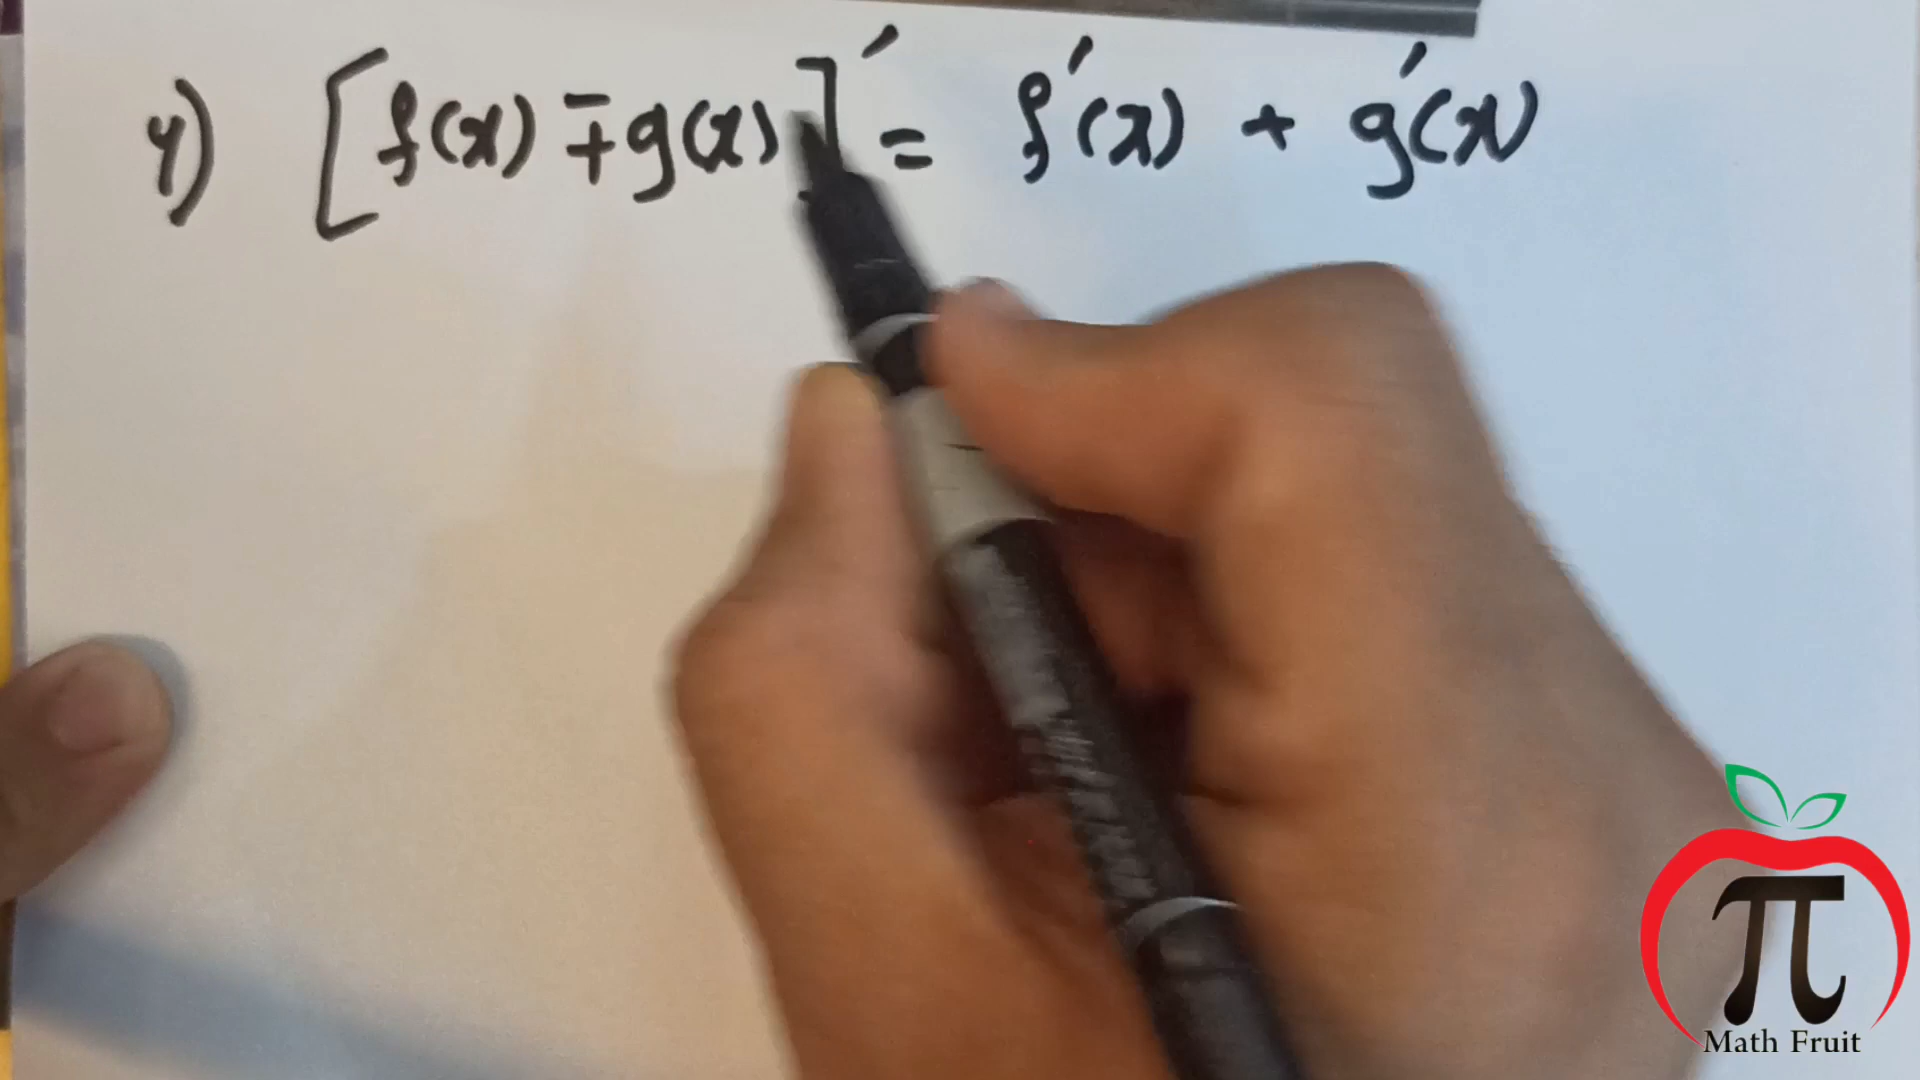 4) [f(x) ∓ g(x)]′ = f′(x) + g′(x)
π
Math Fruit